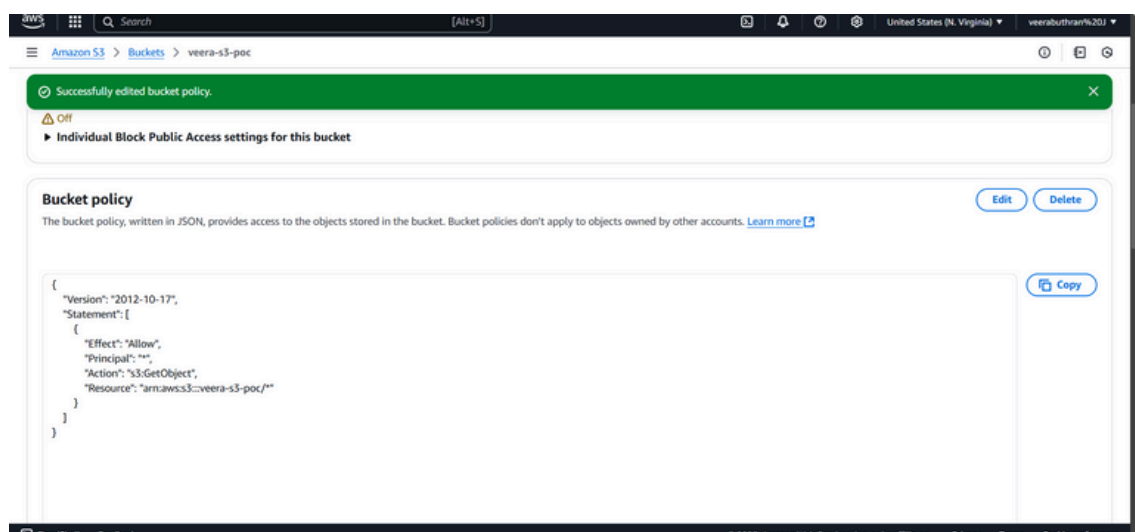 aws
Search
[Alt+S]
United States (N. Virginia)
veerabuthran%20J
Amazon S3 > Buckets > veera-s3-poc
Successfully edited bucket policy.
Off
Individual Block Public Access settings for this bucket
Bucket policy
Edit
Delete
The bucket policy, written in JSON, provides access to the objects stored in the bucket. Bucket policies don't apply to objects owned by other accounts. Learn more
Copy
{
"Version": "2012-10-17",
"Statement": [
{
"Effect": "Allow",
"Principal": "*",
"Action": "s3:GetObject",
"Resource": "arn:aws:s3:::veera-s3-poc/*"
}
]
}